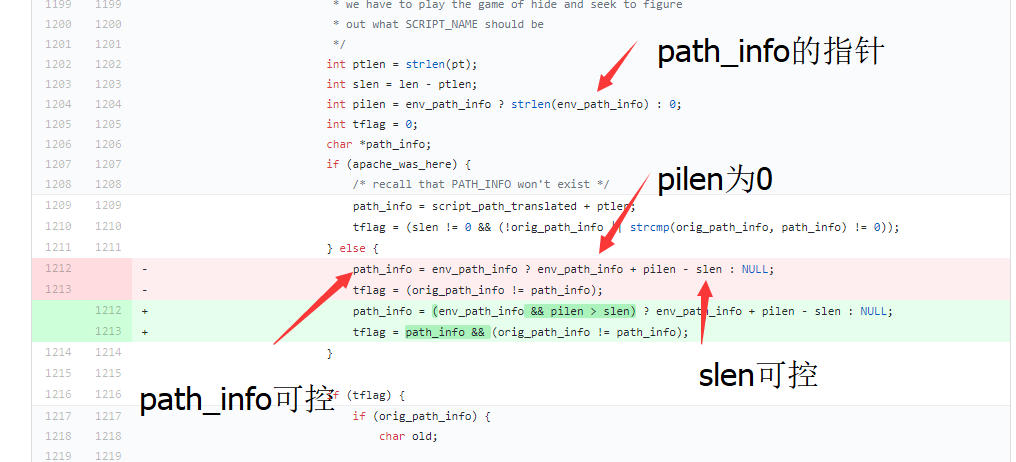 1199 1199 * we have to play the game of hide and seek to figure
1200 1200 * out what SCRIPT_NAME should be
1201 1201 */
1202 1202 int ptlen = strlen(pt);
path_info的指针
1203 1203 int slen = len - ptlen;
1204 1204 int pilen = env_path_info ? strlen(env_path_info) : 0;
1205 1205 int tflag = 0;
1206 1206 char *path_info;
1207 1207 if (apache_was_here) {
1208 1208 /* recall that PATH_INFO won't exist */
pilen为0
1209 1209 path_info = script_path_translated + ptlen;
1210 1210 tflag = (slen != 0 && (!orig_path_info || strcmp(orig_path_info, path_info) != 0));
1211 1211 } else {
1212 - path_info = env_path_info ? env_path_info + pilen - slen : NULL;
1213 - tflag = (orig_path_info != path_info);
1212 + path_info = (env_path_info && pilen > slen) ? env_path_info + pilen - slen : NULL;
1213 + tflag = path_info && (orig_path_info != path_info);
1214 1214 }
1215 1215
slen可控
path_info可控
1216 1216 if (tflag) {
1217 1217 if (orig_path_info) {
1218 1218 char old;
1219 1219